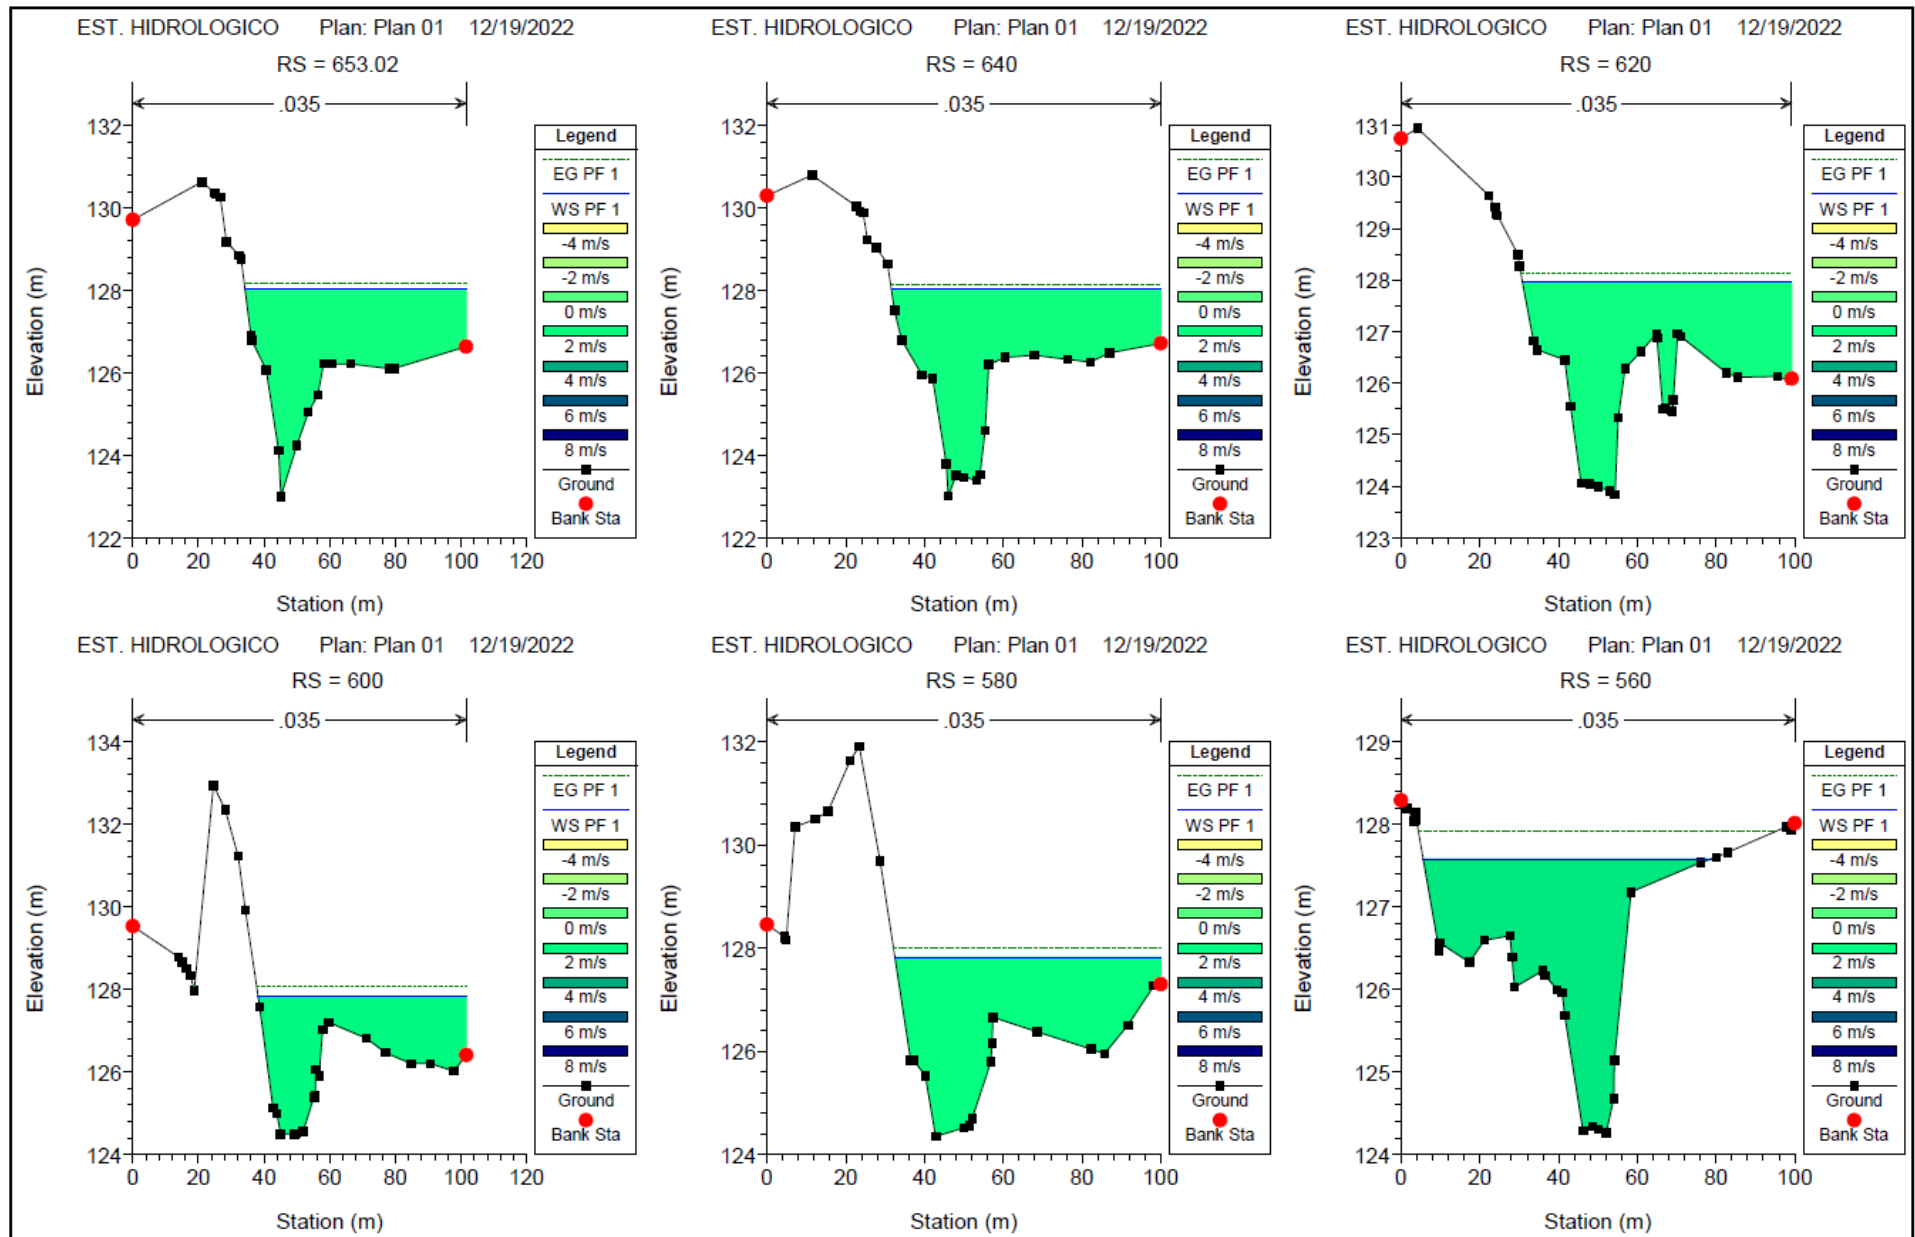 EST. HIDROLOGICO Plan: Plan 01 12/19/2022
RS = 653.02
.035
Elevation (m)
132
130
128
126
124
122
0 20 40 60 80 100 120
Station (m)
Legend
EG PF 1
WS PF 1
-4 m/s
-2 m/s
0 m/s
2 m/s
4 m/s
6 m/s
8 m/s
Ground
Bank Sta
EST. HIDROLOGICO Plan: Plan 01 12/19/2022
RS = 640
.035
Elevation (m)
132
130
128
126
124
122
0 20 40 60 80 100
Station (m)
Legend
EG PF 1
WS PF 1
-4 m/s
-2 m/s
0 m/s
2 m/s
4 m/s
6 m/s
8 m/s
Ground
Bank Sta
EST. HIDROLOGICO Plan: Plan 01 12/19/2022
RS = 620
.035
Elevation (m)
131
130
129
128
127
126
125
124
123
0 20 40 60 80 100
Station (m)
Legend
EG PF 1
WS PF 1
-4 m/s
-2 m/s
0 m/s
2 m/s
4 m/s
6 m/s
8 m/s
Ground
Bank Sta
EST. HIDROLOGICO Plan: Plan 01 12/19/2022
RS = 600
.035
Elevation (m)
134
132
130
128
126
124
0 20 40 60 80 100 120
Station (m)
Legend
EG PF 1
WS PF 1
-4 m/s
-2 m/s
0 m/s
2 m/s
4 m/s
6 m/s
8 m/s
Ground
Bank Sta
EST. HIDROLOGICO Plan: Plan 01 12/19/2022
RS = 580
.035
Elevation (m)
132
130
128
126
124
0 20 40 60 80 100
Station (m)
Legend
EG PF 1
WS PF 1
-4 m/s
-2 m/s
0 m/s
2 m/s
4 m/s
6 m/s
8 m/s
Ground
Bank Sta
EST. HIDROLOGICO Plan: Plan 01 12/19/2022
RS = 560
.035
Elevation (m)
129
128
127
126
125
124
0 20 40 60 80 100
Station (m)
Legend
EG PF 1
WS PF 1
-4 m/s
-2 m/s
0 m/s
2 m/s
4 m/s
6 m/s
8 m/s
Ground
Bank Sta